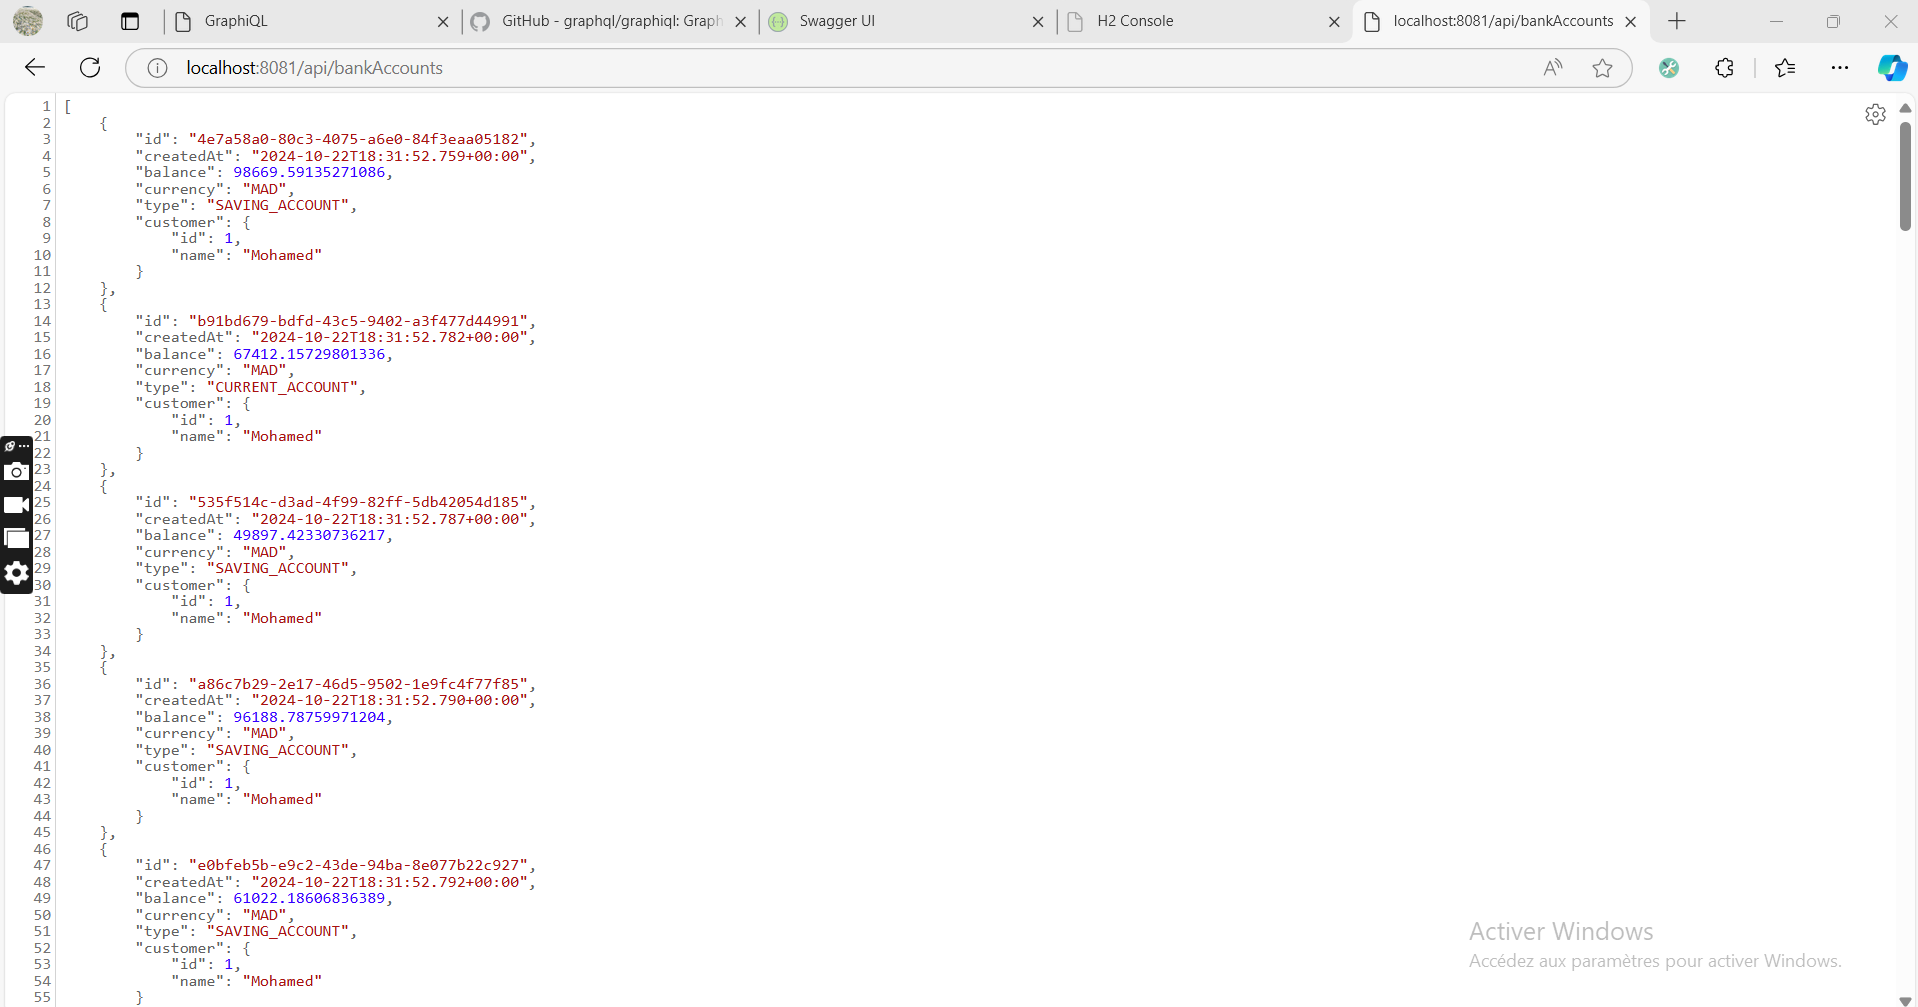 GraphiQL
GitHub - graphql/graphiql: Graph
Swagger UI
H2 Console
localhost:8081/api/bankAccounts
localhost:8081/api/bankAccounts
1 [
2 {
3 "id": "4e7a58a0-80c3-4075-a6e0-84f3eaa05182",
4 "createdAt": "2024-10-22T18:31:52.759+00:00",
5 "balance": 98669.59135271086,
6 "currency": "MAD",
7 "type": "SAVING_ACCOUNT",
8 "customer": {
9 "id": 1,
10 "name": "Mohamed"
11 }
12 },
13 {
14 "id": "b91bd679-bdfd-43c5-9402-a3f477d44991",
15 "createdAt": "2024-10-22T18:31:52.782+00:00",
16 "balance": 67412.15729801336,
17 "currency": "MAD",
18 "type": "CURRENT_ACCOUNT",
19 "customer": {
20 "id": 1,
21 "name": "Mohamed"
22 }
23 },
24 {
25 "id": "535f514c-d3ad-4f99-82ff-5db42054d185",
26 "createdAt": "2024-10-22T18:31:52.787+00:00",
27 "balance": 49897.42330736217,
28 "currency": "MAD",
29 "type": "SAVING_ACCOUNT",
30 "customer": {
31 "id": 1,
32 "name": "Mohamed"
33 }
34 },
35 {
36 "id": "a86c7b29-2e17-46d5-9502-1e9fc4f77f85",
37 "createdAt": "2024-10-22T18:31:52.790+00:00",
38 "balance": 96188.78759971204,
39 "currency": "MAD",
40 "type": "SAVING_ACCOUNT",
41 "customer": {
42 "id": 1,
43 "name": "Mohamed"
44 }
45 },
46 {
47 "id": "e0bfeb5b-e9c2-43de-94ba-8e077b22c927",
48 "createdAt": "2024-10-22T18:31:52.792+00:00",
49 "balance": 61022.18606836389,
50 "currency": "MAD",
51 "type": "SAVING_ACCOUNT",
52 "customer": {
53 "id": 1,
54 "name": "Mohamed"
55 }
Activer Windows
Accédez aux paramètres pour activer Windows.